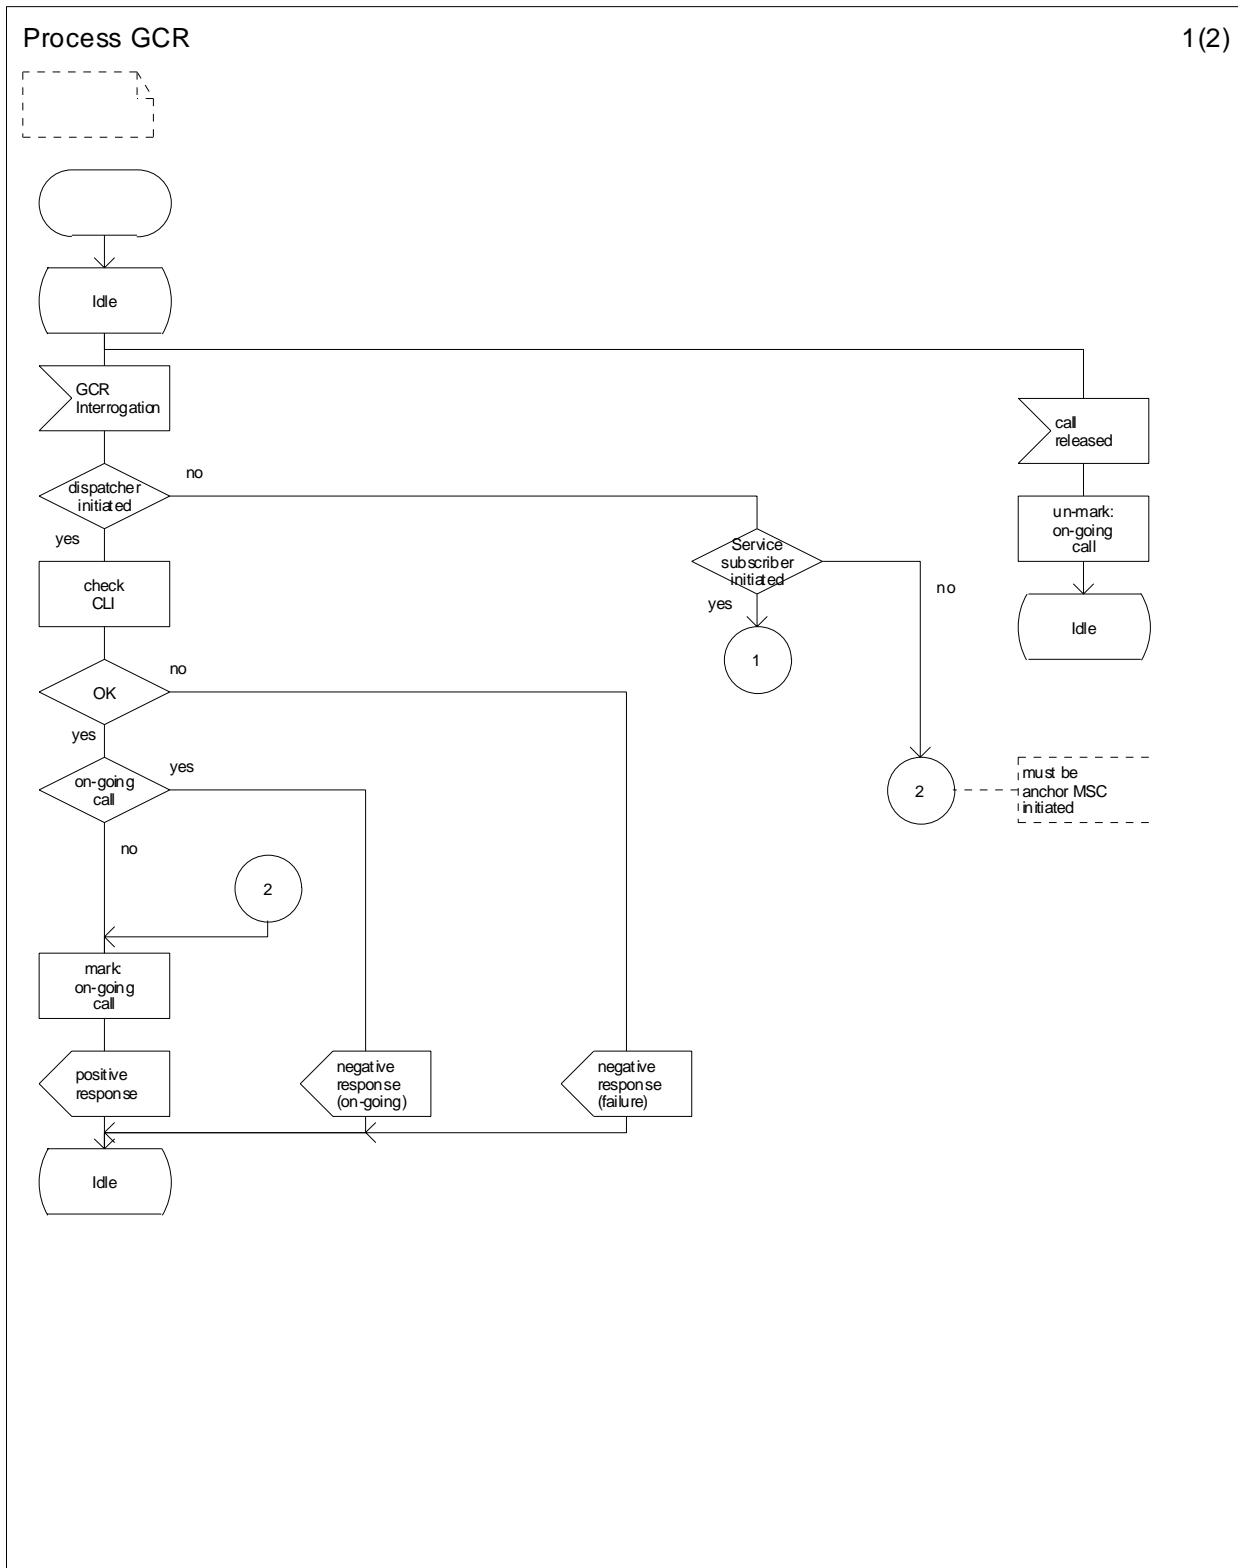 Process GCR
1(2)
Idle
GCR
Interrogation
call
released
no
dispatcher
initiated
yes
un-mark:
on-going
call
Service
subscriber
initiated
check
CLI
no
yes
Idle
1
no
OK
yes
yes
on-going
call
must be
anchor MSC
initiated
2
no
2
mark:
on-going
call
positive
response
negative
response
(on-going)
negative
response
(failure)
Idle